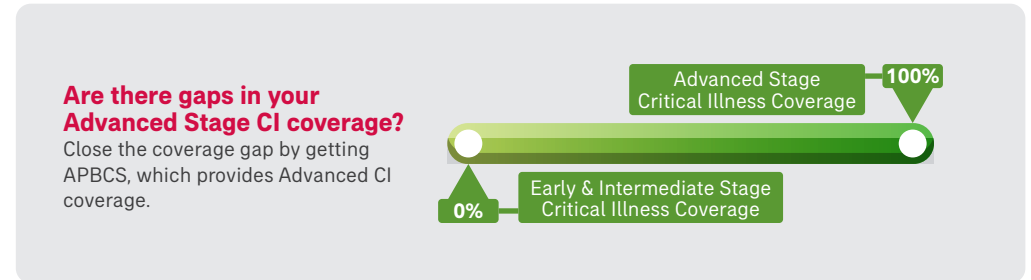 Are there gaps in your
Advanced Stage CI coverage?
Close the coverage gap by getting
APBCS, which provides Advanced CI
coverage.
Advanced Stage
Critical Illness Coverage
100%
0%
Early & Intermediate Stage
Critical Illness Coverage